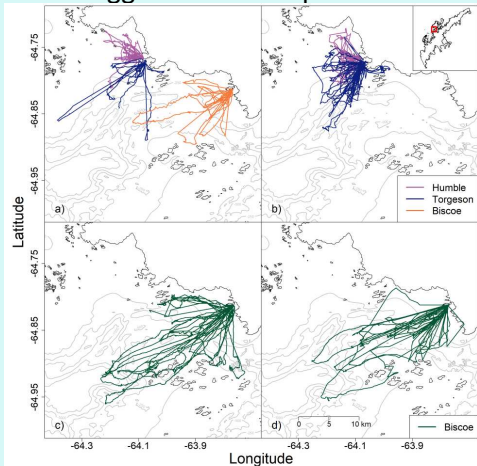 -64.75
-64.85
-64.95
a)
b)
Humble
Torgeson
Biscoe
Latitude
-64.75
-64.85
-64.95
c)
d)
0 5 10 km
Biscoe
-64.3 -64.1 -63.9
-64.3 -64.1 -63.9
Longitude